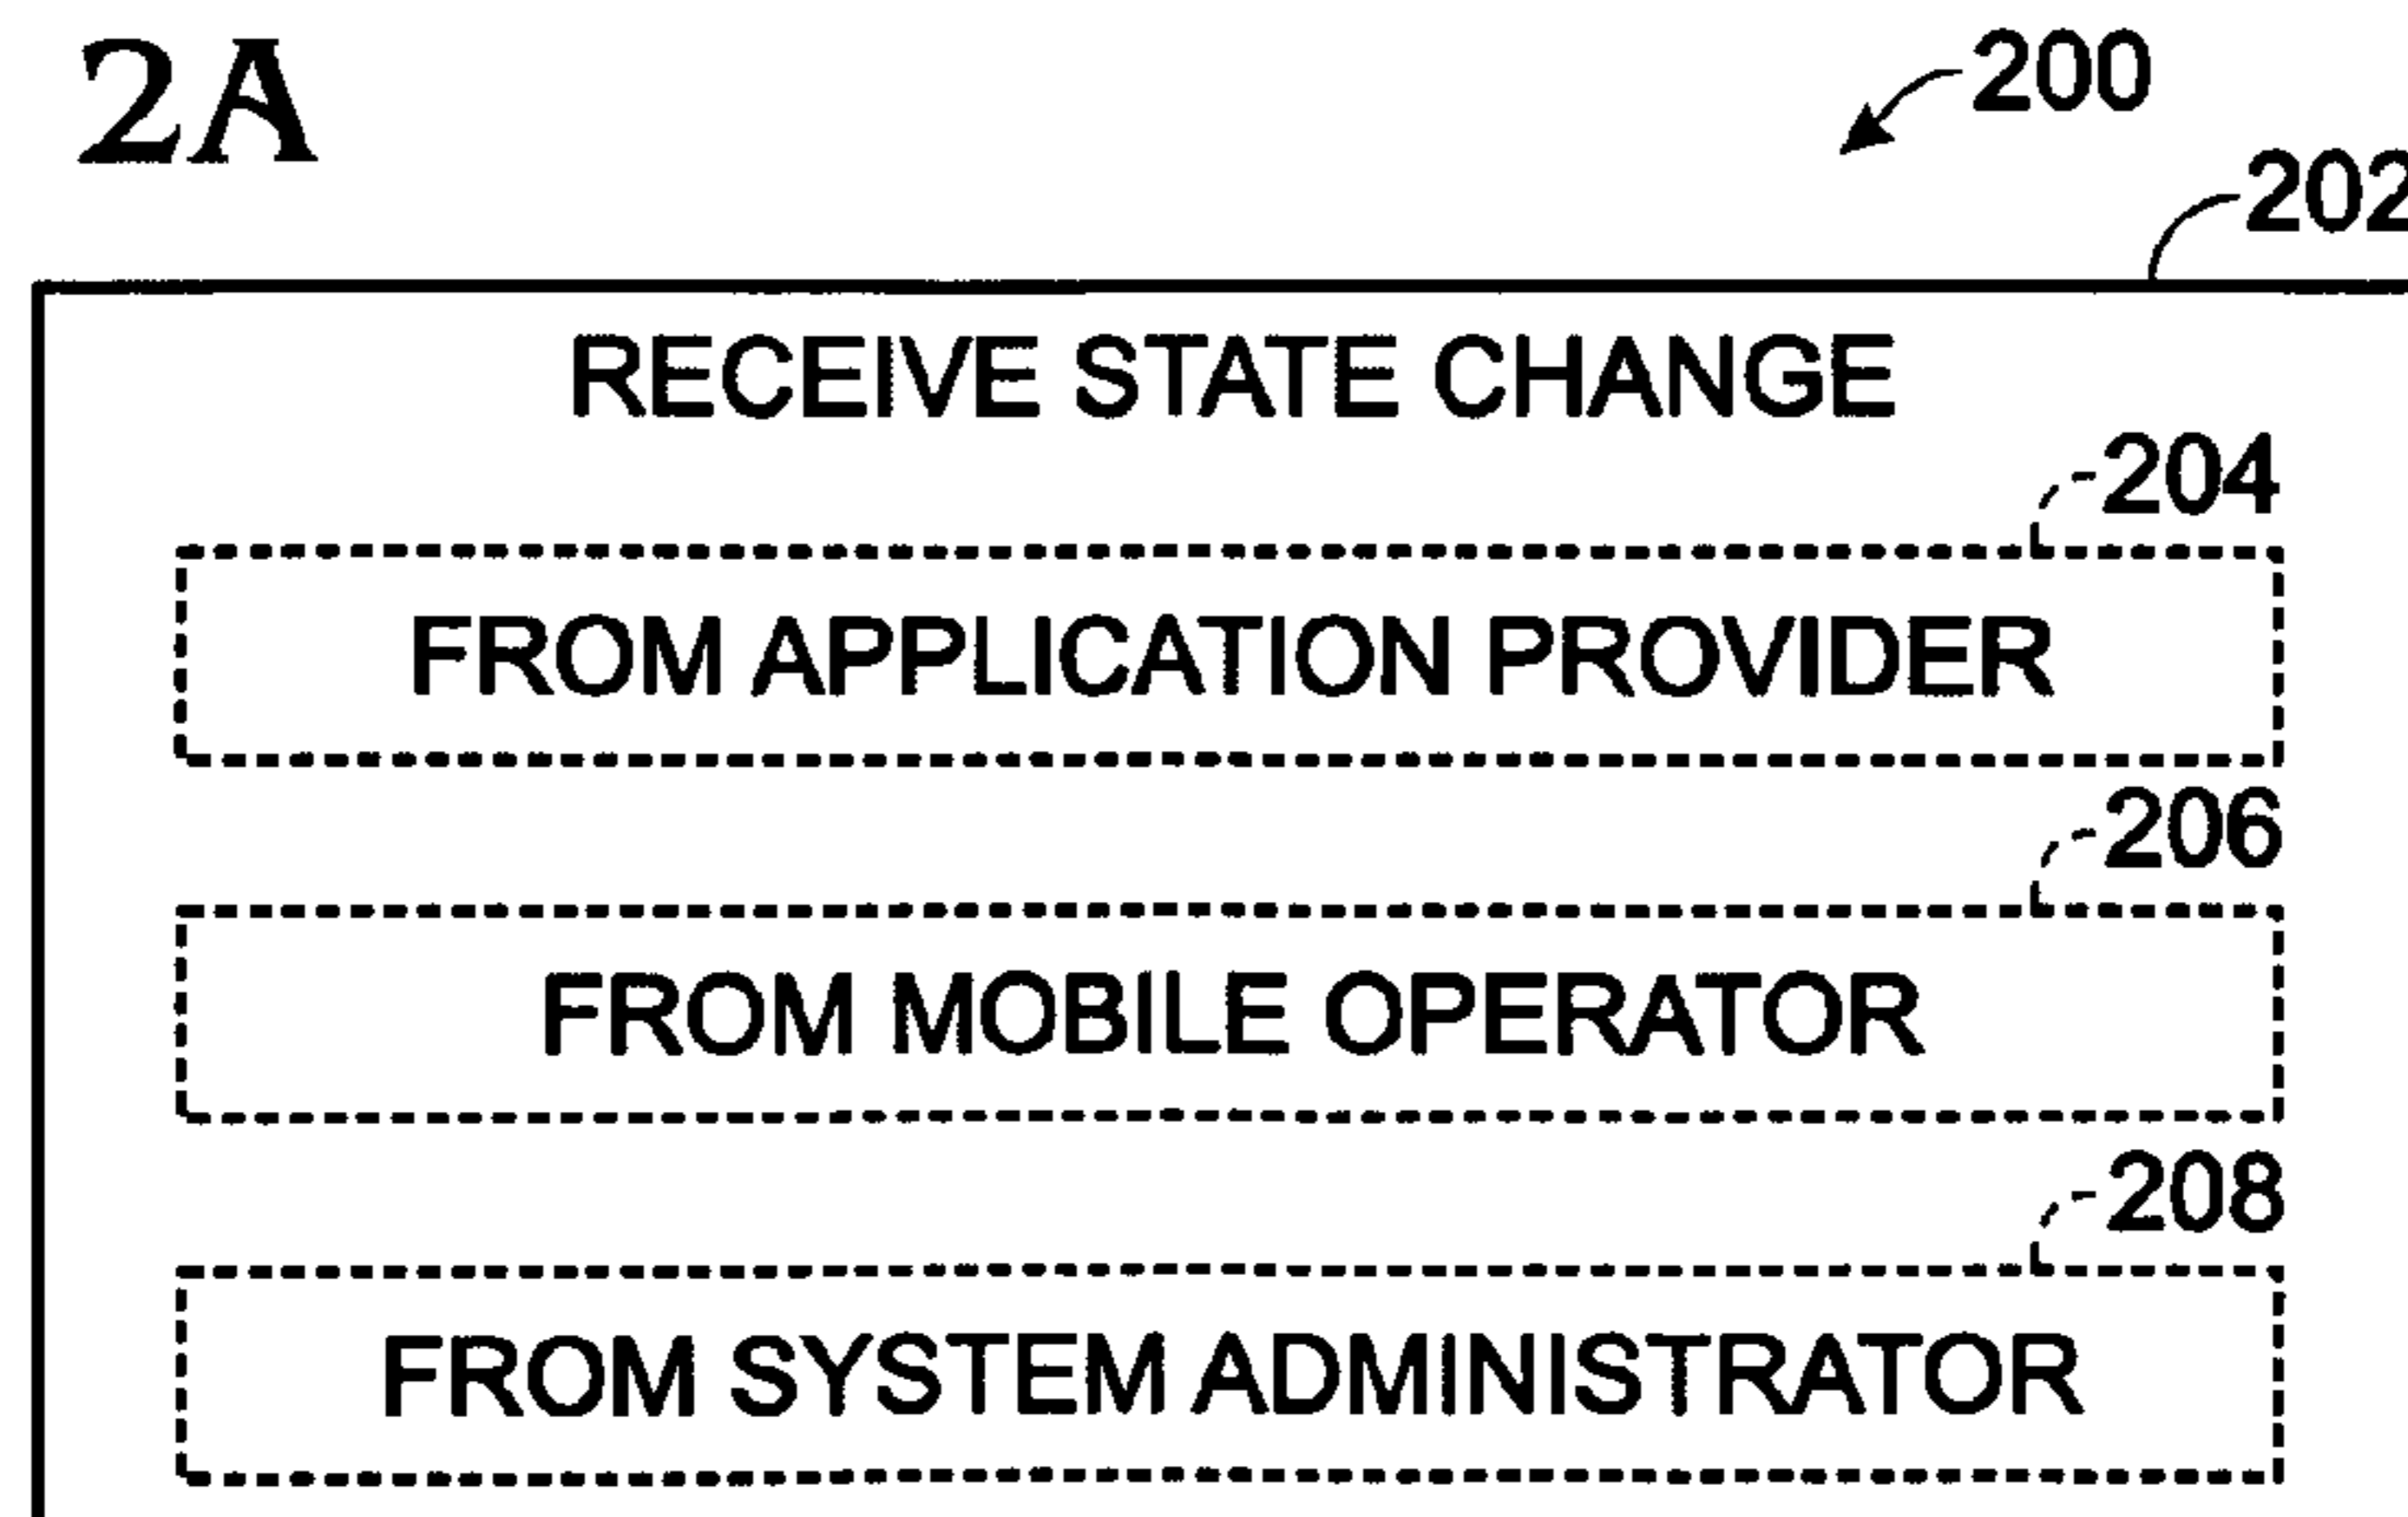 2A
200
202
RECEIVE STATE CHANGE
204
FROM APPLICATION PROVIDER
206
FROM MOBILE OPERATOR
208
FROM SYSTEM ADMINISTRATOR